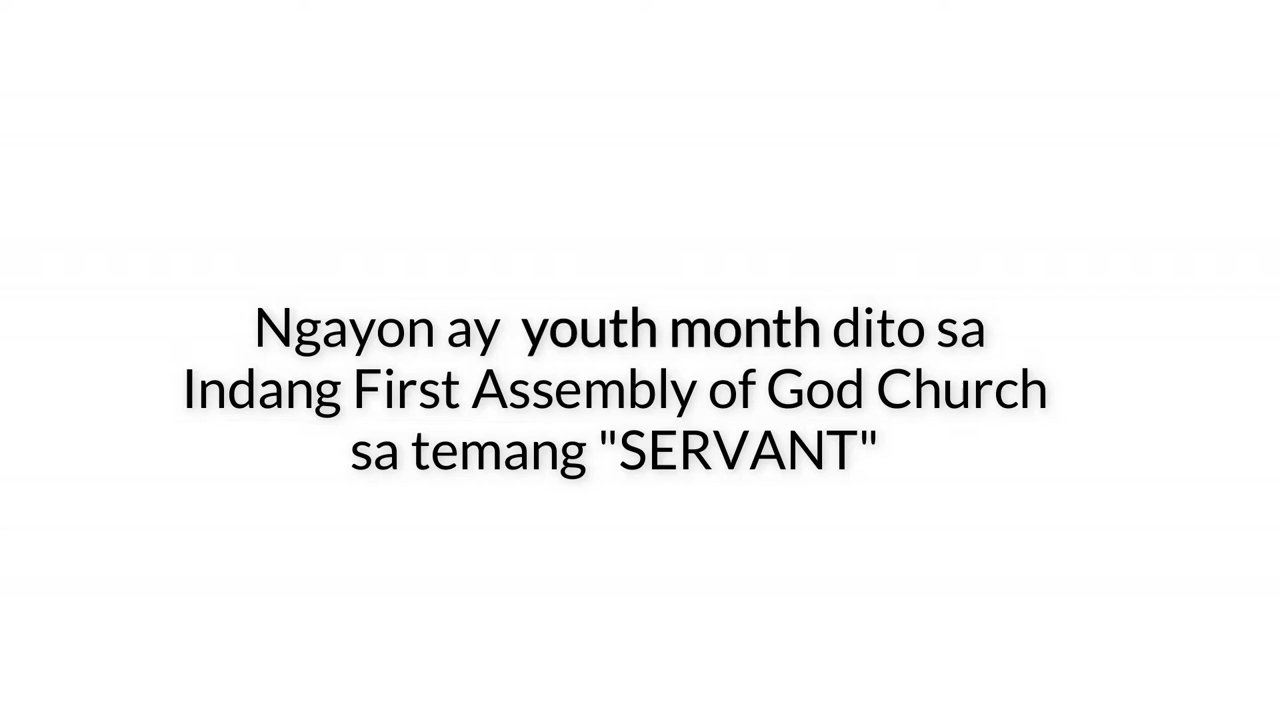 Ngayon ay youth month dito sa
Indang First Assembly of God Church
sa temang "SERVANT"